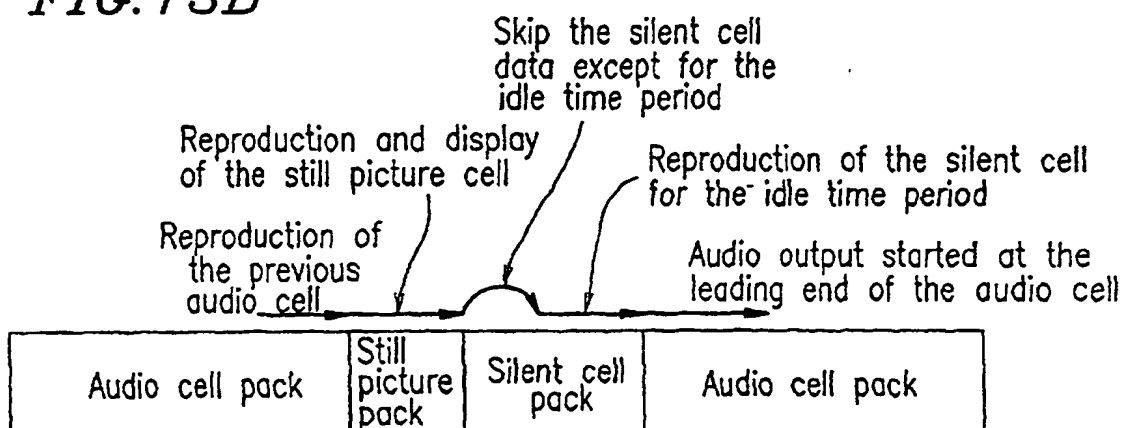 FIG. 73B
Skip the silent cell
data except for the
idle time period
Reproduction and display
of the still picture cell
Reproduction of the silent cell
for the idle time period
Reproduction of
the previous
audio cell
Audio output started at the
leading end of the audio cell
Audio cell pack
Still
picture
pack
Silent cell
pack
Audio cell pack